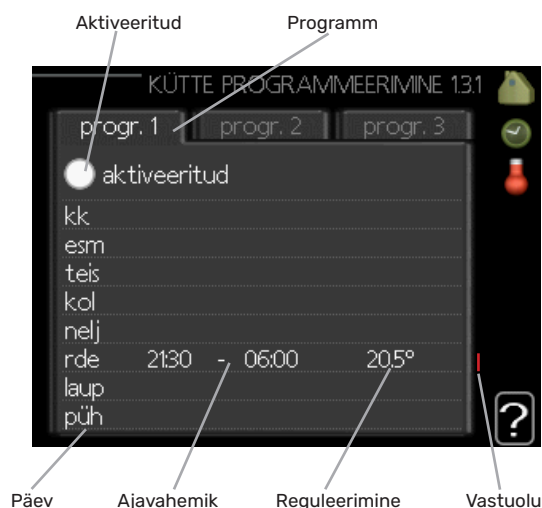 Aktiveeritud Programm
KÜTTE PROGRAMMEERIMINE 1.3.1
progr. 1 progr. 2 progr. 3
aktiveeritud
kk
esm
teis
kol
nelj
rde 21:30 - 06:00 20.5°
laup
püh
?
Päev Ajavahemik Reguleerimine Vastuolu